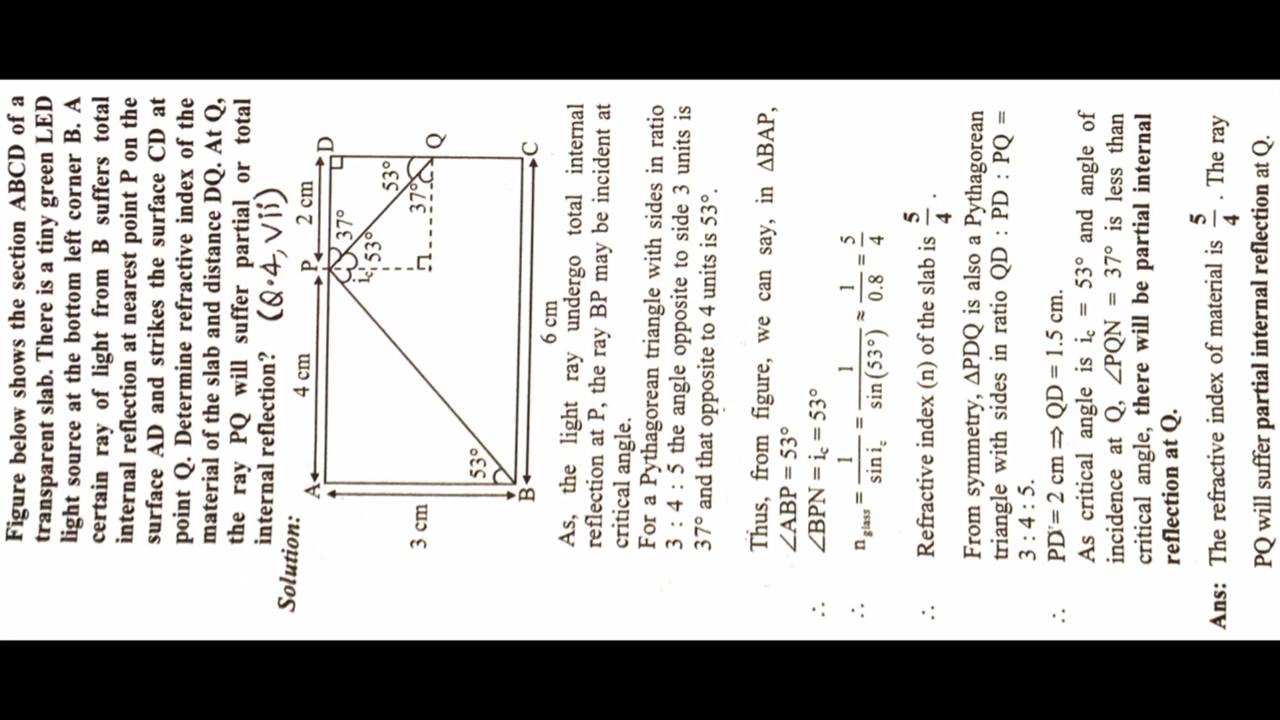 Figure below shows the section ABCD of a
transparent slab. There is a tiny green LED
light source at the bottom left corner B. A
certain ray of light from B suffers total
internal reflection at nearest point P on the
surface AD and strikes the surface CD at
point Q. Determine refractive index of the
material of the slab and distance DQ. At Q,
the ray PQ will suffer partial or total
internal reflection? (Q.4, vii)
Solution:
4 cm 2 cm
A P D
37°
i꜀ 53° 53°
37° Q
3 cm
53°
B C
6 cm
As, the light ray undergo total internal
reflection at P, the ray BP may be incident at
critical angle.
For a Pythagorean triangle with sides in ratio
3 : 4 : 5 the angle opposite to side 3 units is
37° and that opposite to 4 units is 53°.
Thus, from figure, we can say, in ΔBAP,
∠ABP = 53°
∴ ∠BPN = i꜀ = 53°
∴ n_glass = 1/sin i꜀ = 1/sin(53°) ≈ 1/0.8 = 5/4
∴ Refractive index (n) of the slab is 5/4.
From symmetry, ΔPDQ is also a Pythagorean
triangle with sides in ratio QD : PD : PQ =
3 : 4 : 5.
∴ PD = 2 cm ⇒ QD = 1.5 cm.
As critical angle is i꜀ = 53° and angle of
incidence at Q, ∠PQN = 37° is less than
critical angle, there will be partial internal
reflection at Q.
Ans: The refractive index of material is 5/4. The ray
PQ will suffer partial internal reflection at Q.